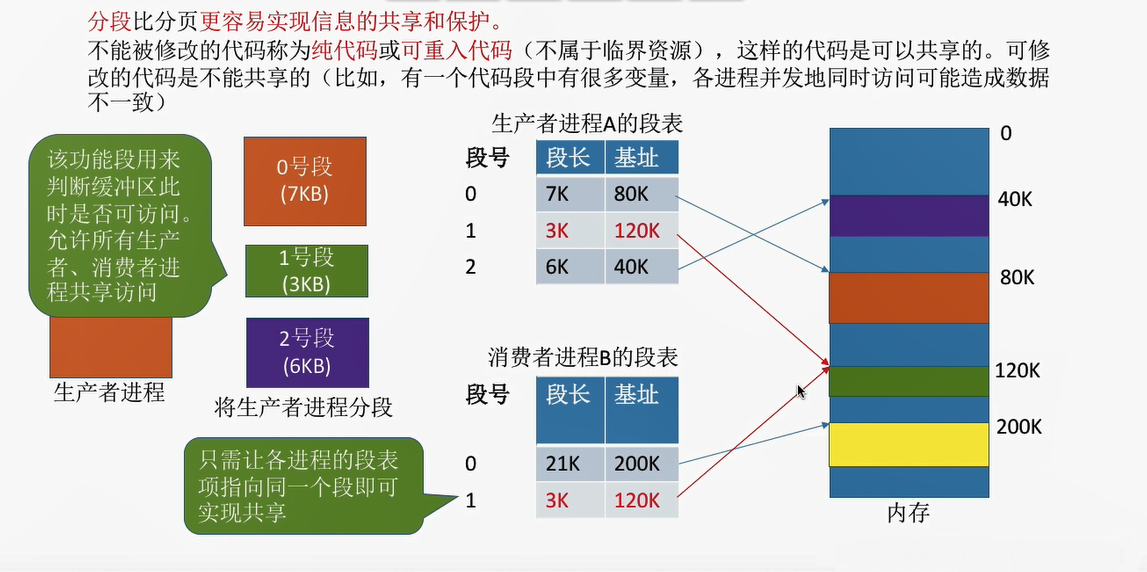 分段比分页更容易实现信息的共享和保护。
不能被修改的代码称为纯代码或可重入代码（不属于临界资源），这样的代码是可以共享的。可修
改的代码是不能共享的（比如，有一个代码段中有很多变量，各进程并发地同时访问可能造成数据
不一致）
该功能段用来
判断缓冲区此
时是否可访问。
允许所有生产
者、消费者进
程共享访问
生产者进程
0号段
(7KB)
1号段
(3KB)
2号段
(6KB)
将生产者进程分段
生产者进程A的段表
段号 段长 基址
0 7K 80K
1 3K 120K
2 6K 40K
消费者进程B的段表
段号 段长 基址
0 21K 200K
1 3K 120K
只需让各进程的段表
项指向同一个段即可
实现共享
0
40K
80K
120K
200K
内存